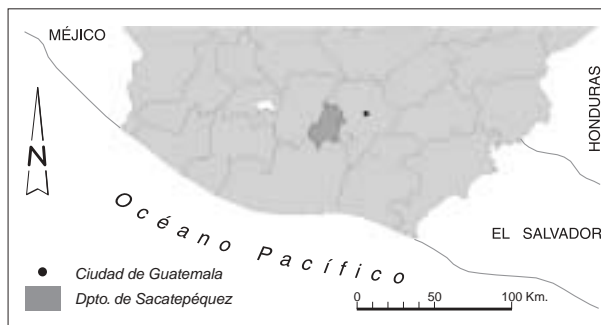 MÉJICO
HONDURAS
N
Océano Pacífico
EL SALVADOR
Ciudad de Guatemala
Dpto. de Sacatepéquez
0 50 100 Km.